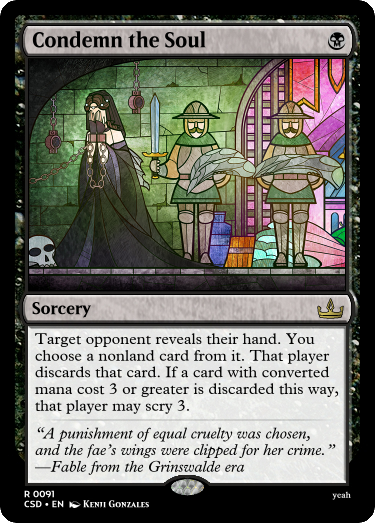 Condemn the Soul
Sorcery
Target opponent reveals their hand. You
choose a nonland card from it. That player
discards that card. If a card with converted
mana cost 3 or greater is discarded this way,
that player may scry 3.
“A punishment of equal cruelty was chosen,
and the fae’s wings were clipped for her crime.”
—Fable from the Grinswalde era
R 0091
yeah
CSD • EN Kenji Gonzales